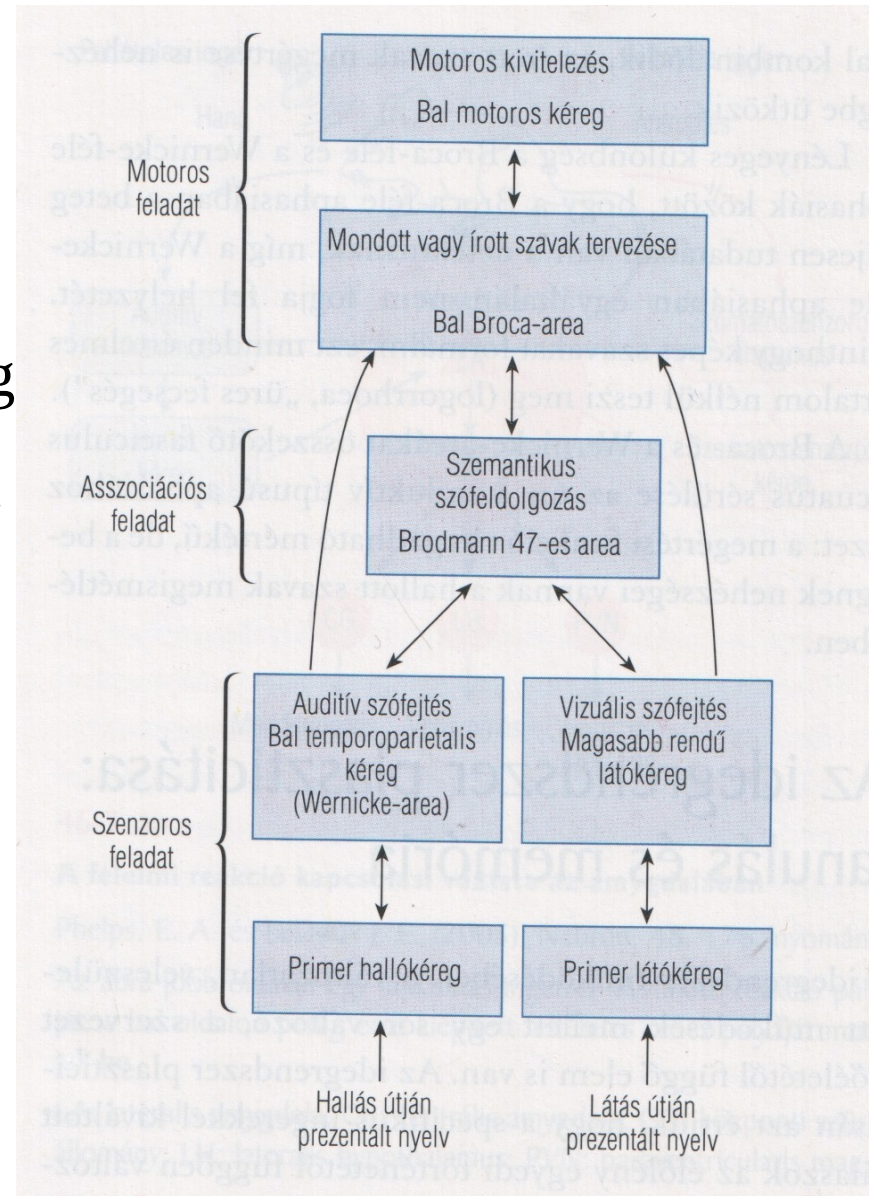 Motoros kivitelezés
Bal motoros kéreg
Motoros
feladat
Mondott vagy írott szavak tervezése
Bal Broca-area
g
Asszociációs
feladat
Szemantikus
szófeldolgozás
Brodmann 47-es area
Auditív szófejtés
Bal temporoparietalis
kéreg
(Wernicke-area)
Vizuális szófejtés
Magasabb rendű
látókéreg
Szenzoros
feladat
Primer hallókéreg
Primer látókéreg
Hallás útján
prezentált nyelv
Látás útján
prezentált nyelv